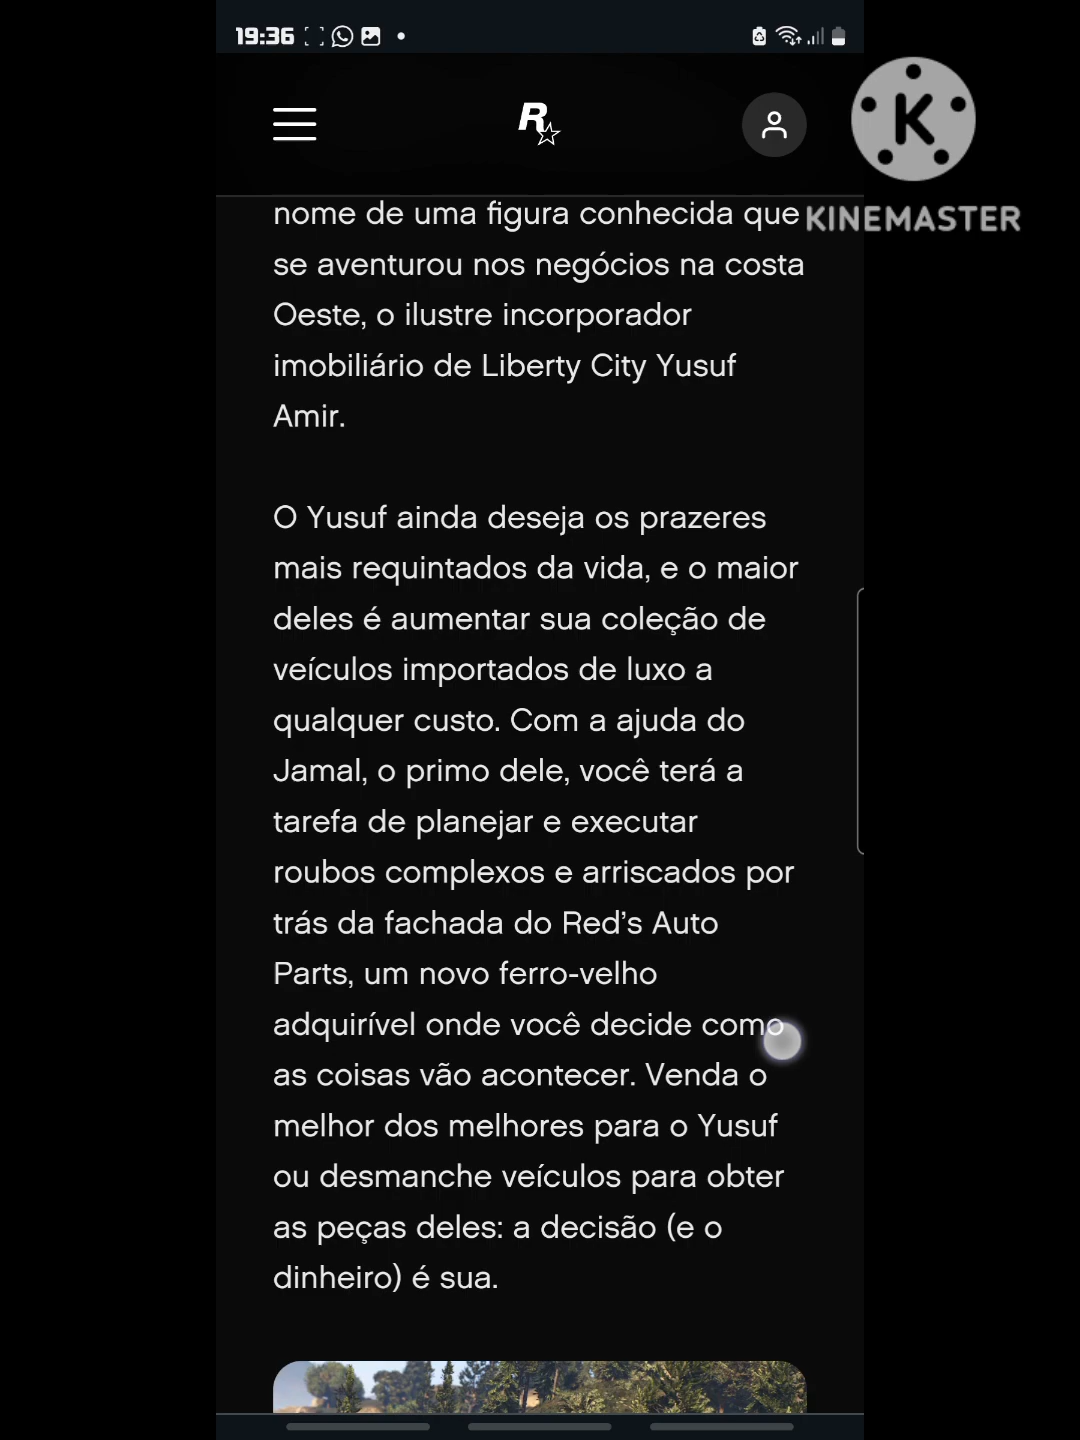 19:36
R
K
KINEMASTER
nome de uma figura conhecida que
se aventurou nos negócios na costa
Oeste, o ilustre incorporador
imobiliário de Liberty City Yusuf
Amir.
O Yusuf ainda deseja os prazeres
mais requintados da vida, e o maior
deles é aumentar sua coleção de
veículos importados de luxo a
qualquer custo. Com a ajuda do
Jamal, o primo dele, você terá a
tarefa de planejar e executar
roubos complexos e arriscados por
trás da fachada do Red’s Auto
Parts, um novo ferro-velho
adquirível onde você decide como
as coisas vão acontecer. Venda o
melhor dos melhores para o Yusuf
ou desmanche veículos para obter
as peças deles: a decisão (e o
dinheiro) é sua.